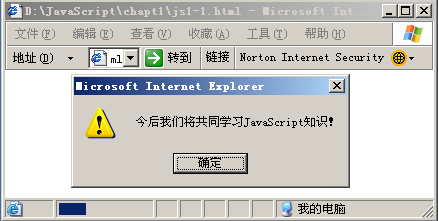 D:\JavaScript\chapt1\js1-1.html - Microsoft Int...
文件(F) 编辑(E) 查看(V) 收藏(A) 工具(T) 帮助(H)
地址(D) ml 转到 链接 Norton Internet Security
Microsoft Internet Explorer
今后我们将共同学习JavaScript知识!
确定
我的电脑